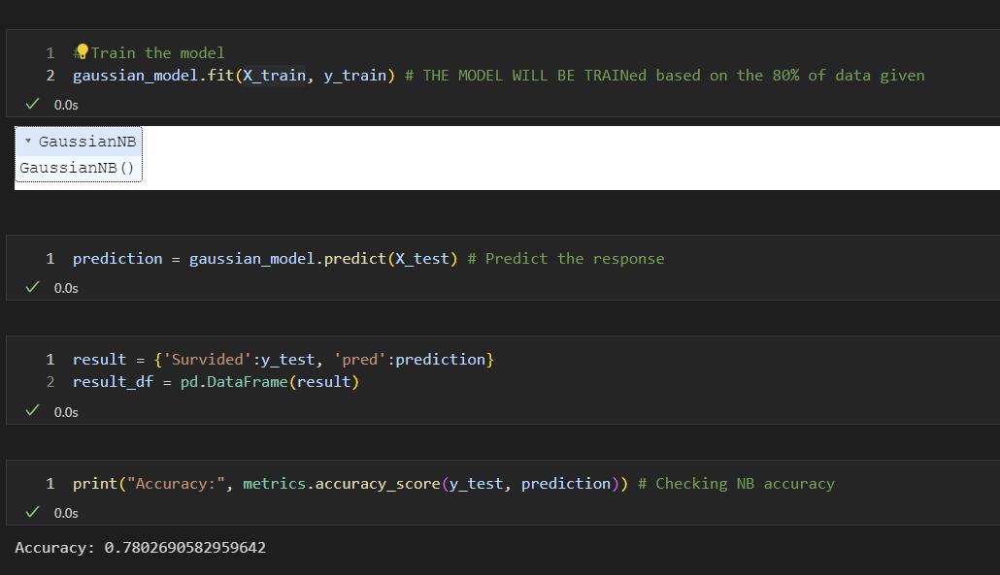 1 # Train the model
2 gaussian_model.fit(X_train, y_train) # THE MODEL WILL BE TRAINed based on the 80% of data given
0.0s
GaussianNB
GaussianNB()
1 prediction = gaussian_model.predict(X_test) # Predict the response
0.0s
1 result = {'Survided':y_test, 'pred':prediction}
2 result_df = pd.DataFrame(result)
0.0s
1 print("Accuracy:", metrics.accuracy_score(y_test, prediction)) # Checking NB accuracy
0.0s
Accuracy: 0.7802690582959642